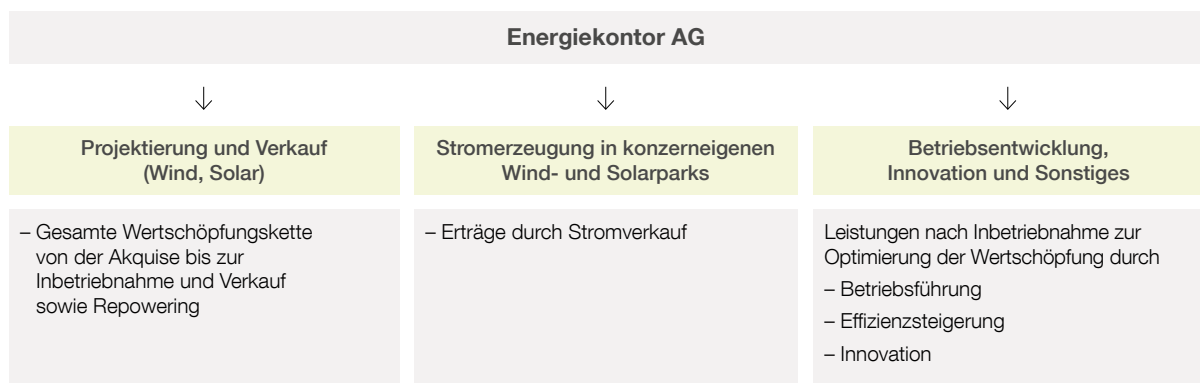 Energiekontor AG
Projektierung und Verkauf
(Wind, Solar)
– Gesamte Wertschöpfungskette
von der Akquise bis zur
Inbetriebnahme und Verkauf
sowie Repowering
Stromerzeugung in konzerneigenen
Wind- und Solarparks
– Erträge durch Stromverkauf
Betriebsentwicklung,
Innovation und Sonstiges
Leistungen nach Inbetriebnahme zur
Optimierung der Wertschöpfung durch
– Betriebsführung
– Effizienzsteigerung
– Innovation